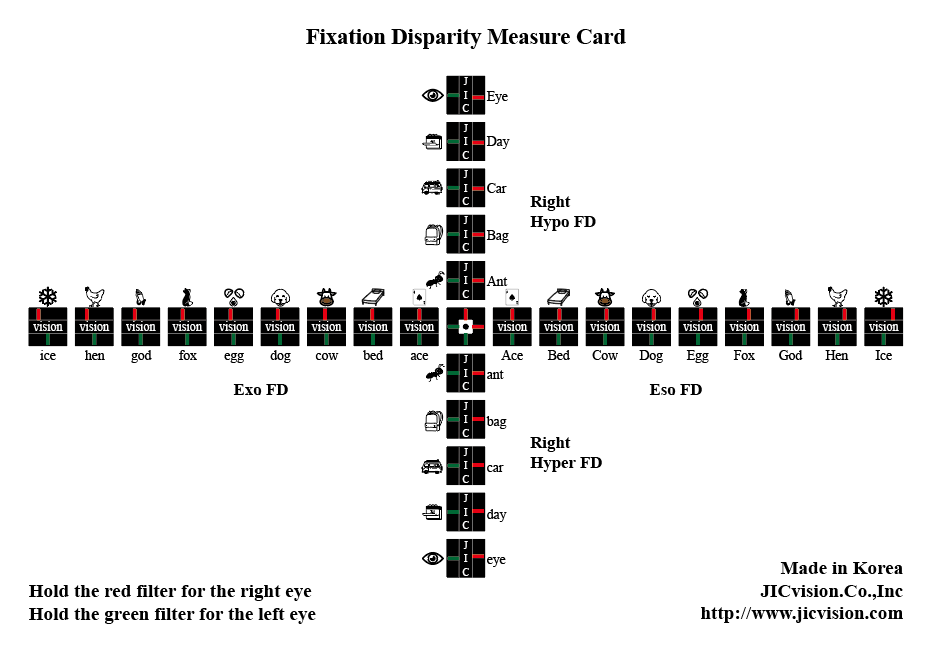 Fixation Disparity Measure Card
J
I
C
Eye
J
I
C
Day
J
I
C
Car
Right
Hypo FD
J
I
C
Bag
J
I
C
Ant
vision vision vision vision vision vision vision vision vision vision vision vision vision vision vision vision vision vision
ice hen god fox egg dog cow bed ace Ace Bed Cow Dog Egg Fox God Hen Ice
J
I
C
ant
Exo FD
Eso FD
J
I
C
bag
Right
Hyper FD
J
I
C
car
J
I
C
day
J
I
C
eye
Hold the red filter for the right eye
Hold the green filter for the left eye
Made in Korea
JICvision.Co.,Inc
http://www.jicvision.com